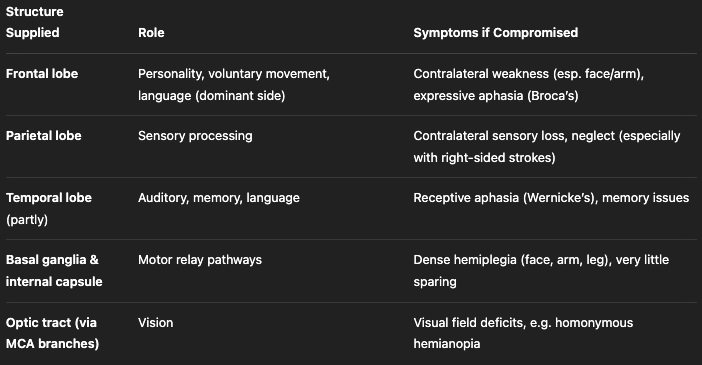 Structure
Supplied Role Symptoms if Compromised
Frontal lobe Personality, voluntary movement, Contralateral weakness (esp. face/arm),
language (dominant side) expressive aphasia (Broca’s)
Parietal lobe Sensory processing Contralateral sensory loss, neglect (especially
with right-sided strokes)
Temporal lobe Auditory, memory, language Receptive aphasia (Wernicke’s), memory issues
(partly)
Basal ganglia & Motor relay pathways Dense hemiplegia (face, arm, leg), very little
internal capsule sparing
Optic tract (via Vision Visual field deficits, e.g. homonymous
MCA branches) hemianopia